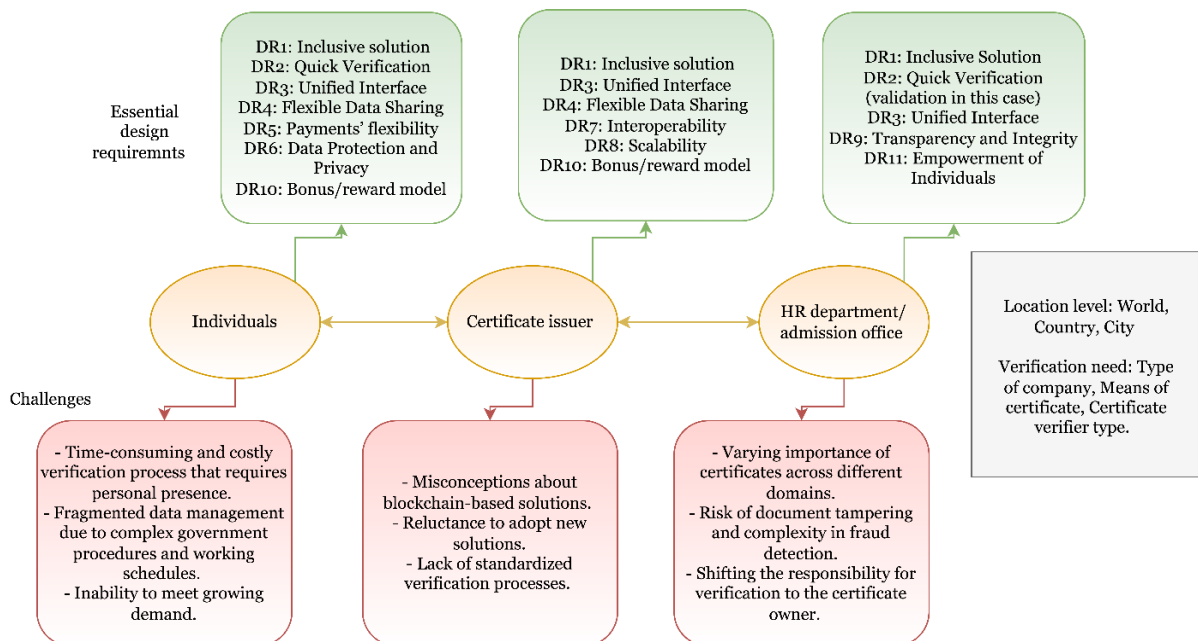 Essential
design
requiremnts
DR1: Inclusive solution
DR2: Quick Verification
DR3: Unified Interface
DR4: Flexible Data Sharing
DR5: Payments’ flexibility
DR6: Data Protection and
Privacy
DR10: Bonus/reward model
DR1: Inclusive solution
DR3: Unified Interface
DR4: Flexible Data Sharing
DR7: Interoperability
DR8: Scalability
DR10: Bonus/reward model
DR1: Inclusive Solution
DR2: Quick Verification
(validation in this case)
DR3: Unified Interface
DR9: Transparency and Integrity
DR11: Empowerment of
Individuals
Individuals
Certificate issuer
HR department/
admission office
Location level: World,
Country, City
Verification need: Type
of company, Means of
certificate, Certificate
verifier type.
Challenges
- Time-consuming and costly
verification process that requires
personal presence.
- Fragmented data management
due to complex government
procedures and working
schedules.
- Inability to meet growing
demand.
- Misconceptions about
blockchain-based solutions.
- Reluctance to adopt new
solutions.
- Lack of standardized
verification processes.
- Varying importance of
certificates across different
domains.
- Risk of document tampering
and complexity in fraud
detection.
- Shifting the responsibility for
verification to the certificate
owner.